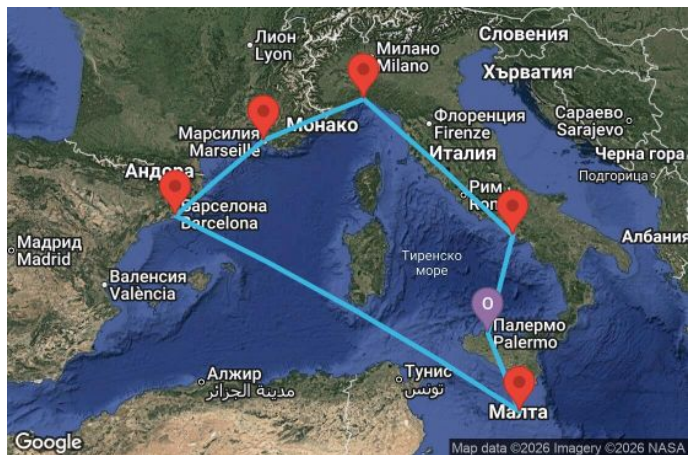 Лион
Lyon
Милано
Milano
Словения
Хърватия
Марсилия
Marseille
Монако
Флоренция
Firenze
Сараево
Sarajevo
Италия
Черна гора
Подгорица
Андора
Рим
Барселона
Barcelona
Мадрид
Madrid
Албания
Тиренско
море
Валенсия
València
O
Палермо
Palermo
Алжир
مدينة الجزائر
Тунис
تونس
Малта
Google
Map data ©2026 Imagery ©2026 NASA